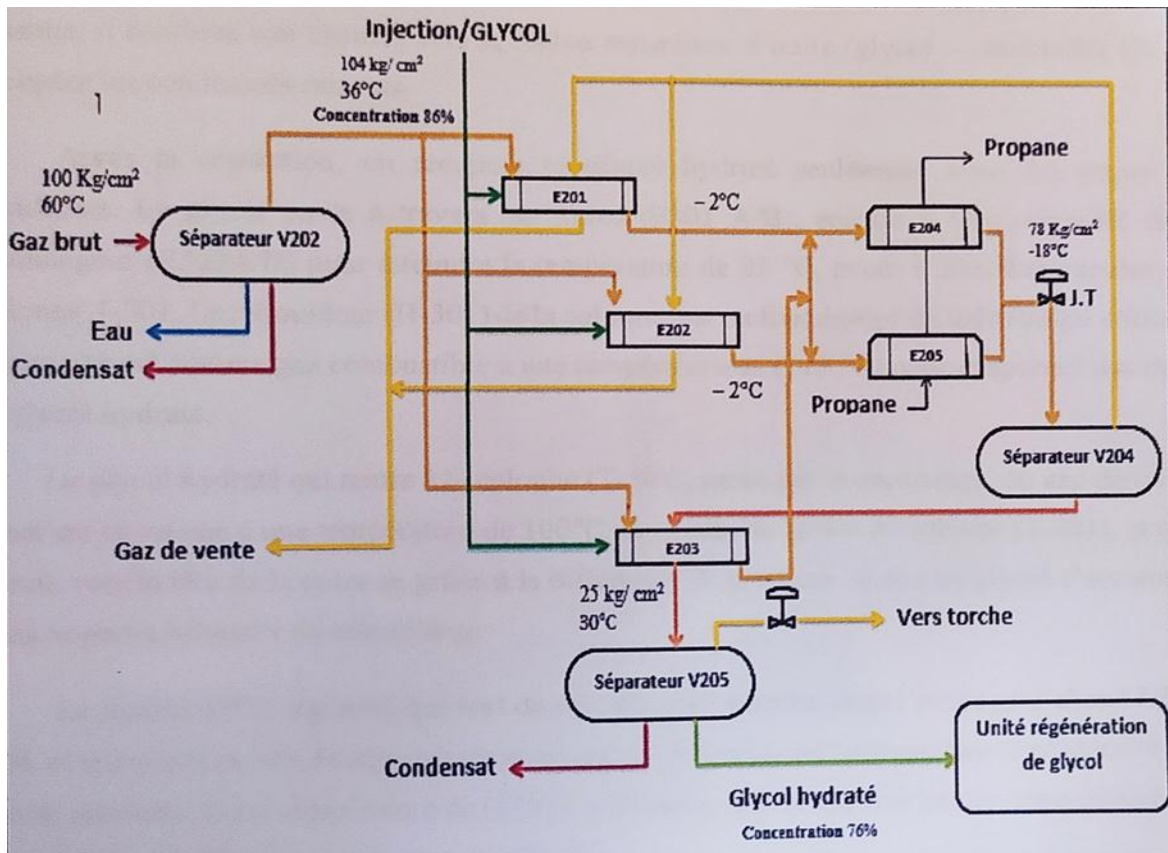 Injection/GLYCOL
104 kg/ cm²
36°C
Concentration 86%
100 Kg/cm²
60°C
Gaz brut
Séparateur V202
Eau
Condensat
E201
– 2°C
E202
– 2°C
Propane
E204
78 Kg/cm²
-18°C
J.T
E205
Propane
Séparateur V204
Gaz de vente
E203
25 kg/ cm²
30°C
Vers torche
Séparateur V205
Condensat
Glycol hydraté
Concentration 76%
Unité régénération
de glycol